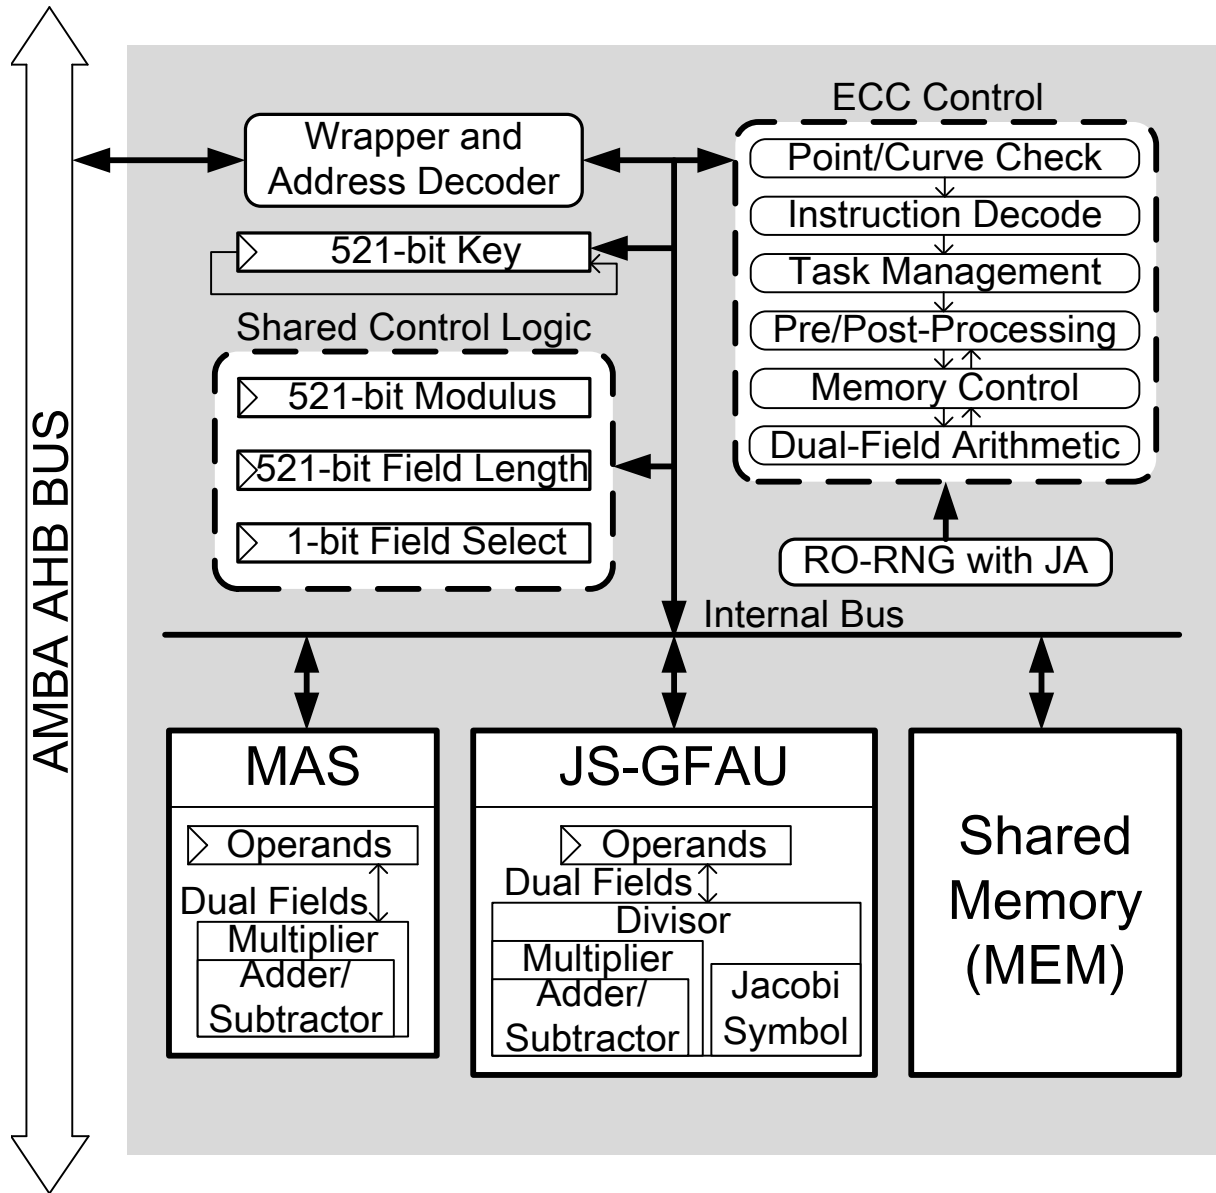 AMBA AHB BUS
Wrapper and
Address Decoder
521-bit Key
Shared Control Logic
521-bit Modulus
521-bit Field Length
1-bit Field Select
ECC Control
Point/Curve Check
Instruction Decode
Task Management
Pre/Post-Processing
Memory Control
Dual-Field Arithmetic
RO-RNG with JA
Internal Bus
MAS
Operands
Dual Fields
Multiplier
Adder/
Subtractor
JS-GFAU
Operands
Dual Fields
Divisor
Multiplier
Adder/
Subtractor
Jacobi
Symbol
Shared
Memory
(MEM)